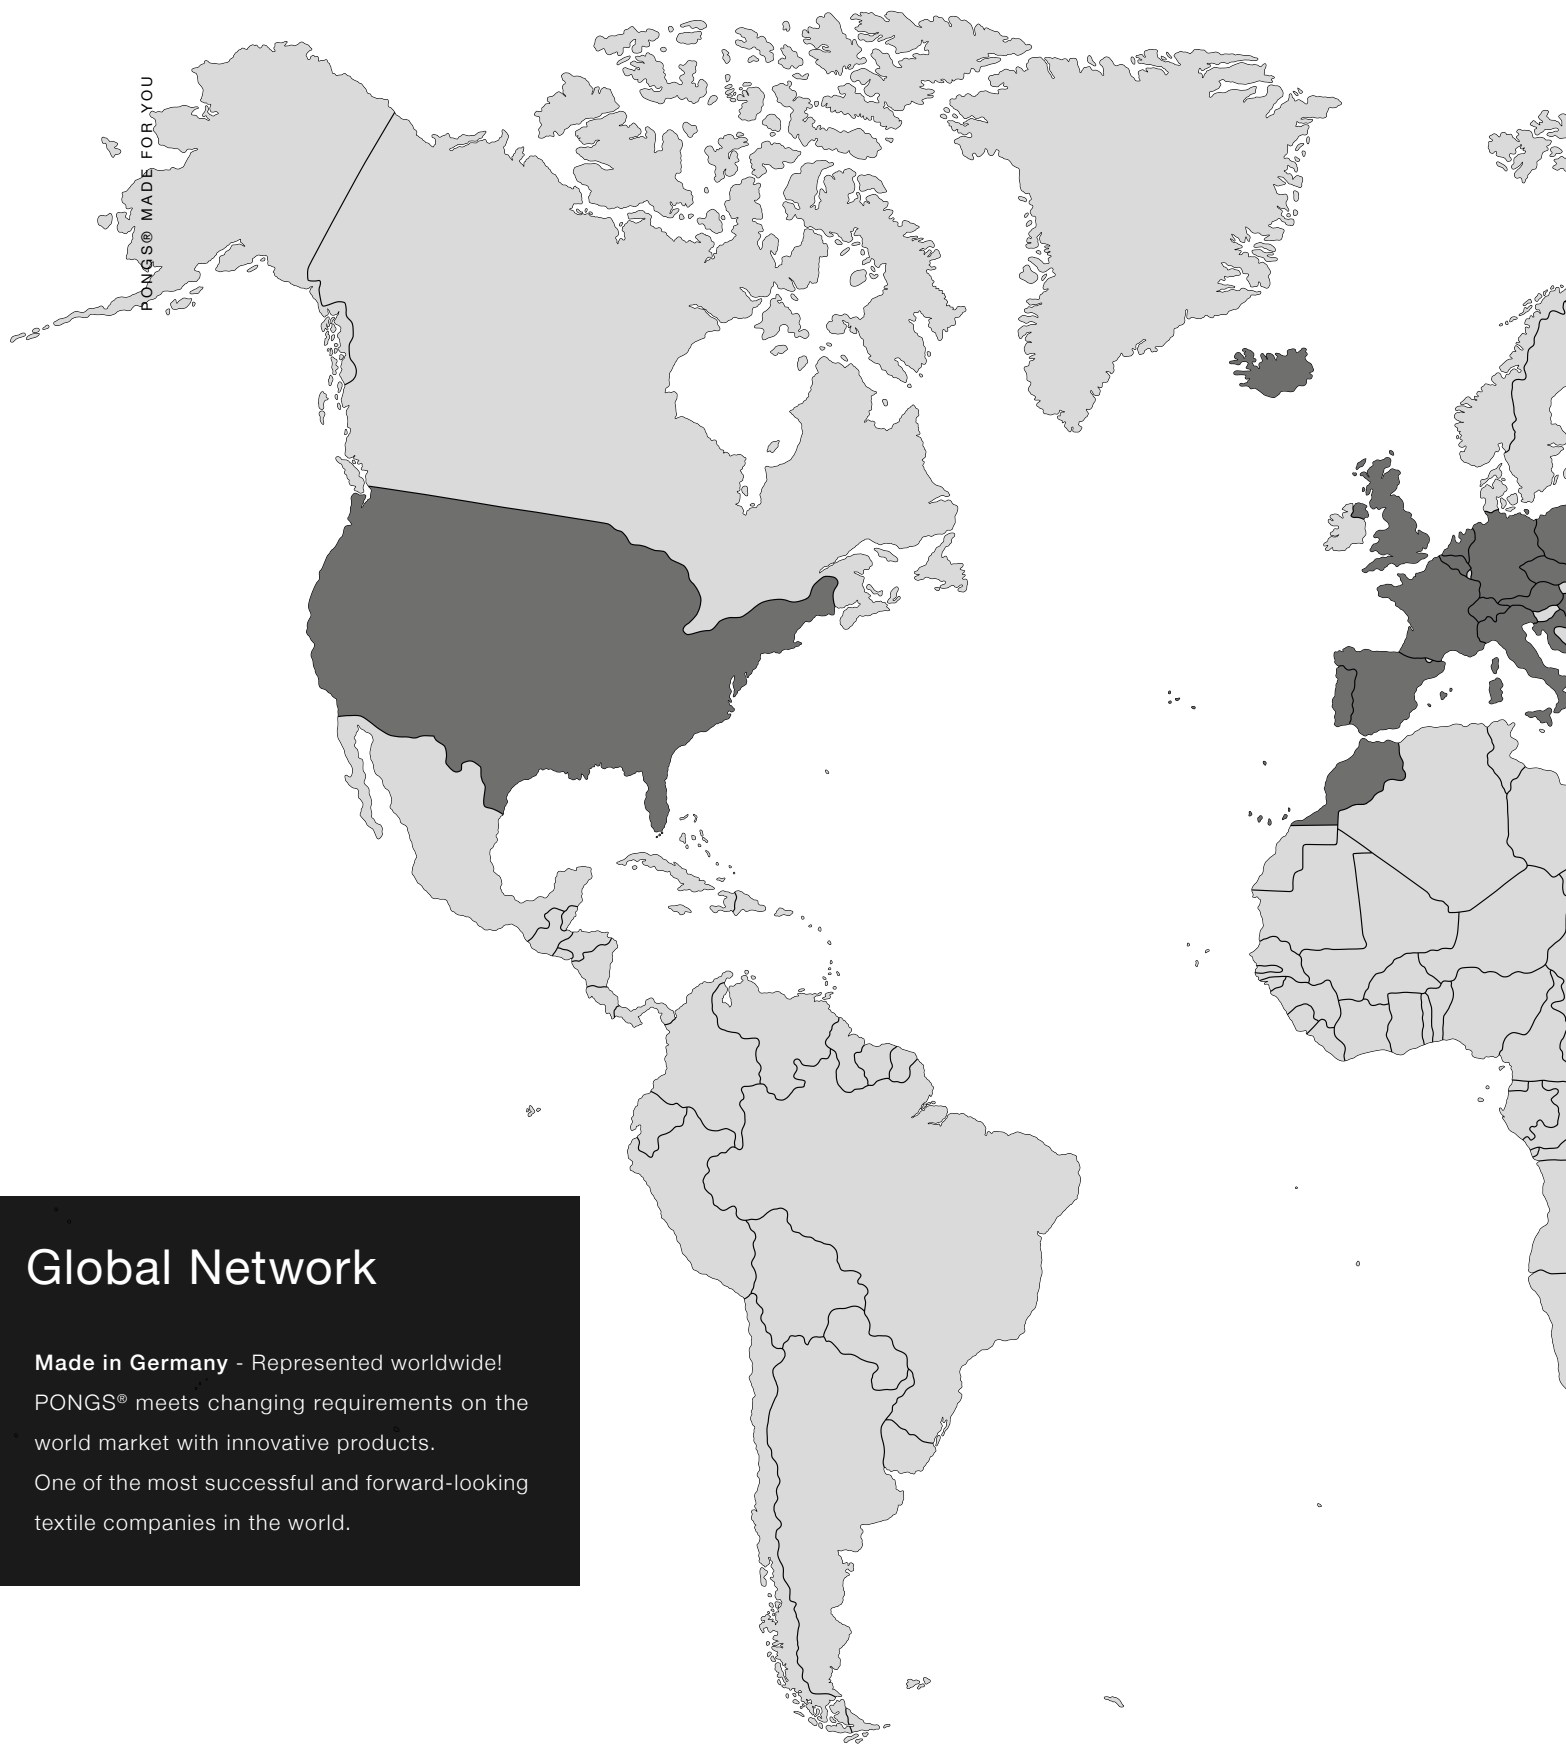 PONGS® MADE FOR YOU
Global Network
Made in Germany - Represented worldwide!
PONGS® meets changing requirements on the
world market with innovative products.
One of the most successful and forward-looking
textile companies in the world.